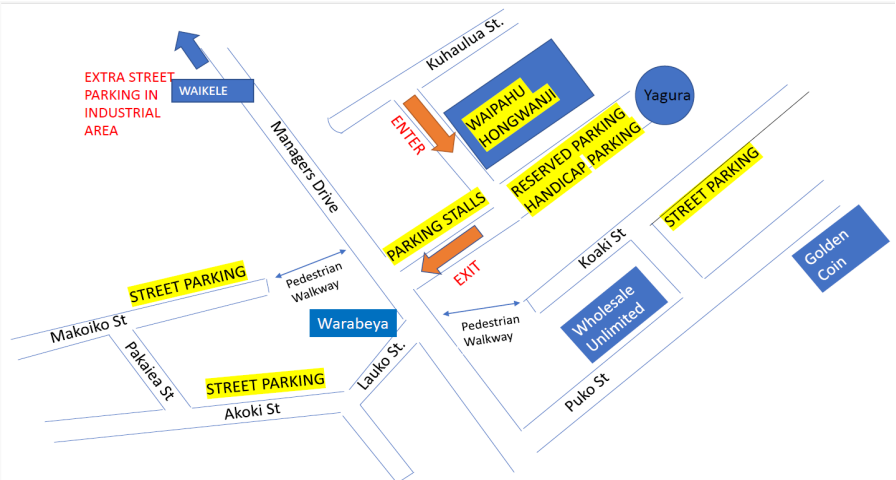 Kuhaulua St.
EXTRA STREET
PARKING IN
INDUSTRIAL
AREA
WAIKELE
WAIPAHU
HONGWANJI
Yagura
ENTER
Managers Drive
RESERVED PARKING
HANDICAP PARKING
STREET PARKING
PARKING STALLS
EXIT
Koaki St
Golden
Coin
STREET PARKING
Pedestrian
Walkway
Makoiko St
Warabeya
Pedestrian
Walkway
Wholesale
Unlimited
Pakaiea St
Lauko St.
STREET PARKING
Akoki St
Puko St